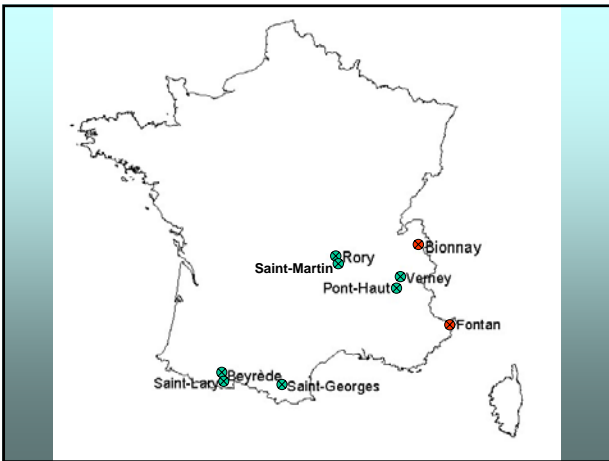 Bionnay
Rory
Saint-Martin
Verney
Pont-Haut
Fontan
Beyrède
Saint-Lary
Saint-Georges